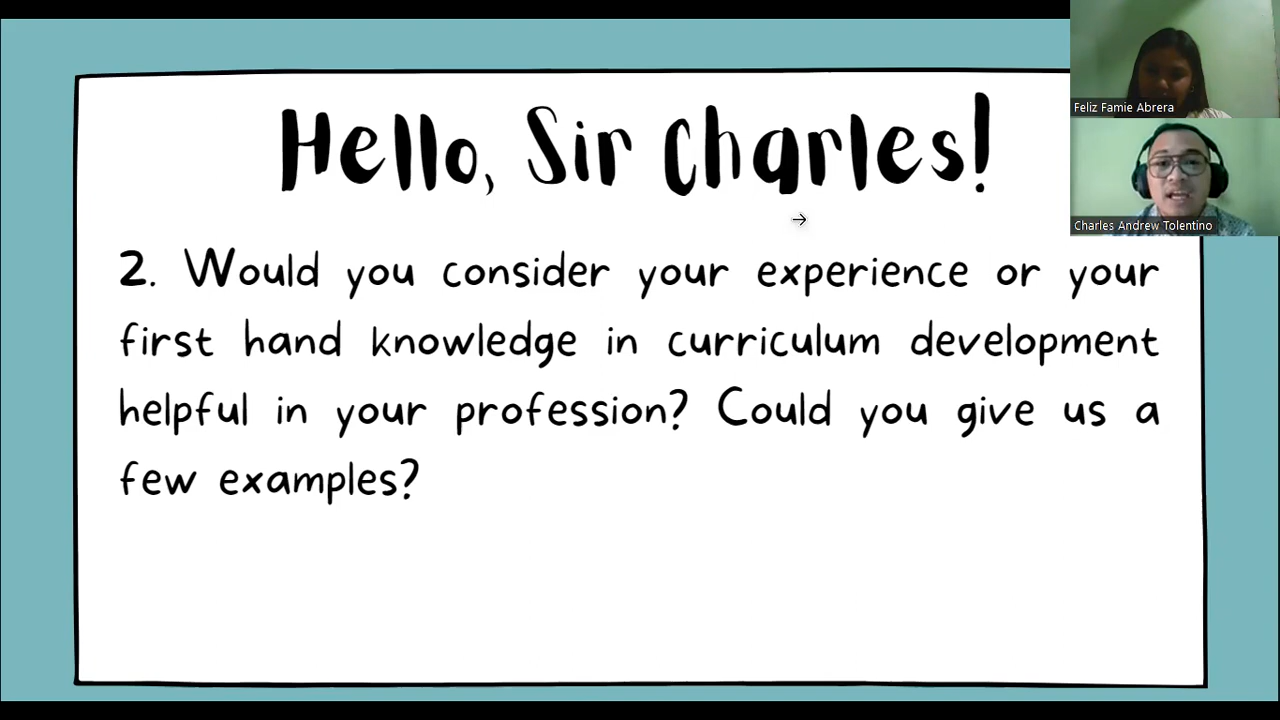 Hello, Sir Charles!
2. Would you consider your experience or your
first hand knowledge in curriculum development
helpful in your profession? Could you give us a
few examples?
Feliz Famie Abrera
Charles Andrew Tolentino